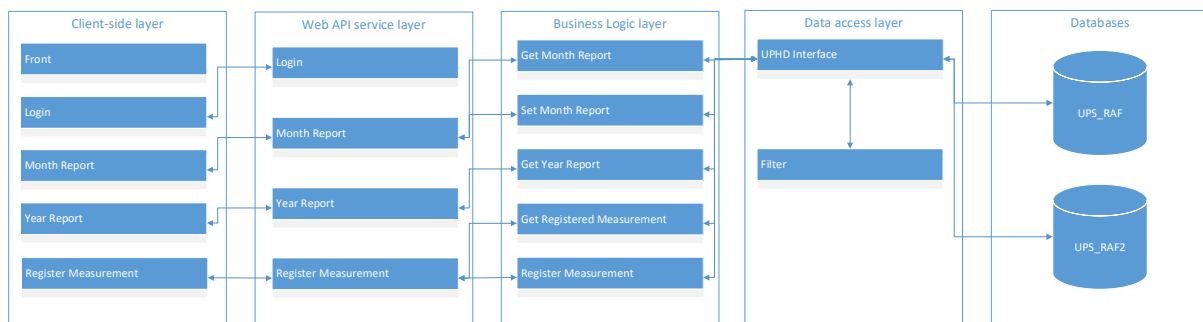 Client-side layer
Front
Login
Month Report
Year Report
Register Measurement
Web API service layer
Login
Month Report
Year Report
Register Measurement
Business Logic layer
Get Month Report
Set Month Report
Get Year Report
Get Registered Measurement
Register Measurement
Data access layer
UPHD Interface
Filter
Databases
UPS_RAF
UPS_RAF2